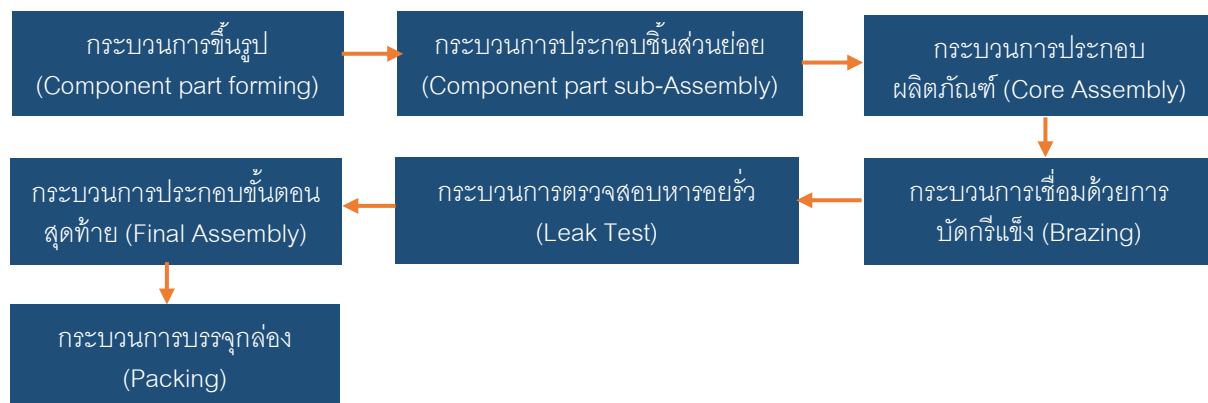 กระบวนการขึ้นรูป
(Component part forming)
กระบวนการประกอบชิ้นส่วนย่อย
(Component part sub-Assembly)
กระบวนการประกอบ
ผลิตภัณฑ์ (Core Assembly)
กระบวนการเชื่อมด้วยการ
บัดกรีแข็ง (Brazing)
กระบวนการตรวจสอบหารอยรั่ว
(Leak Test)
กระบวนการประกอบขั้นตอน
สุดท้าย (Final Assembly)
กระบวนการบรรจุกล่อง
(Packing)